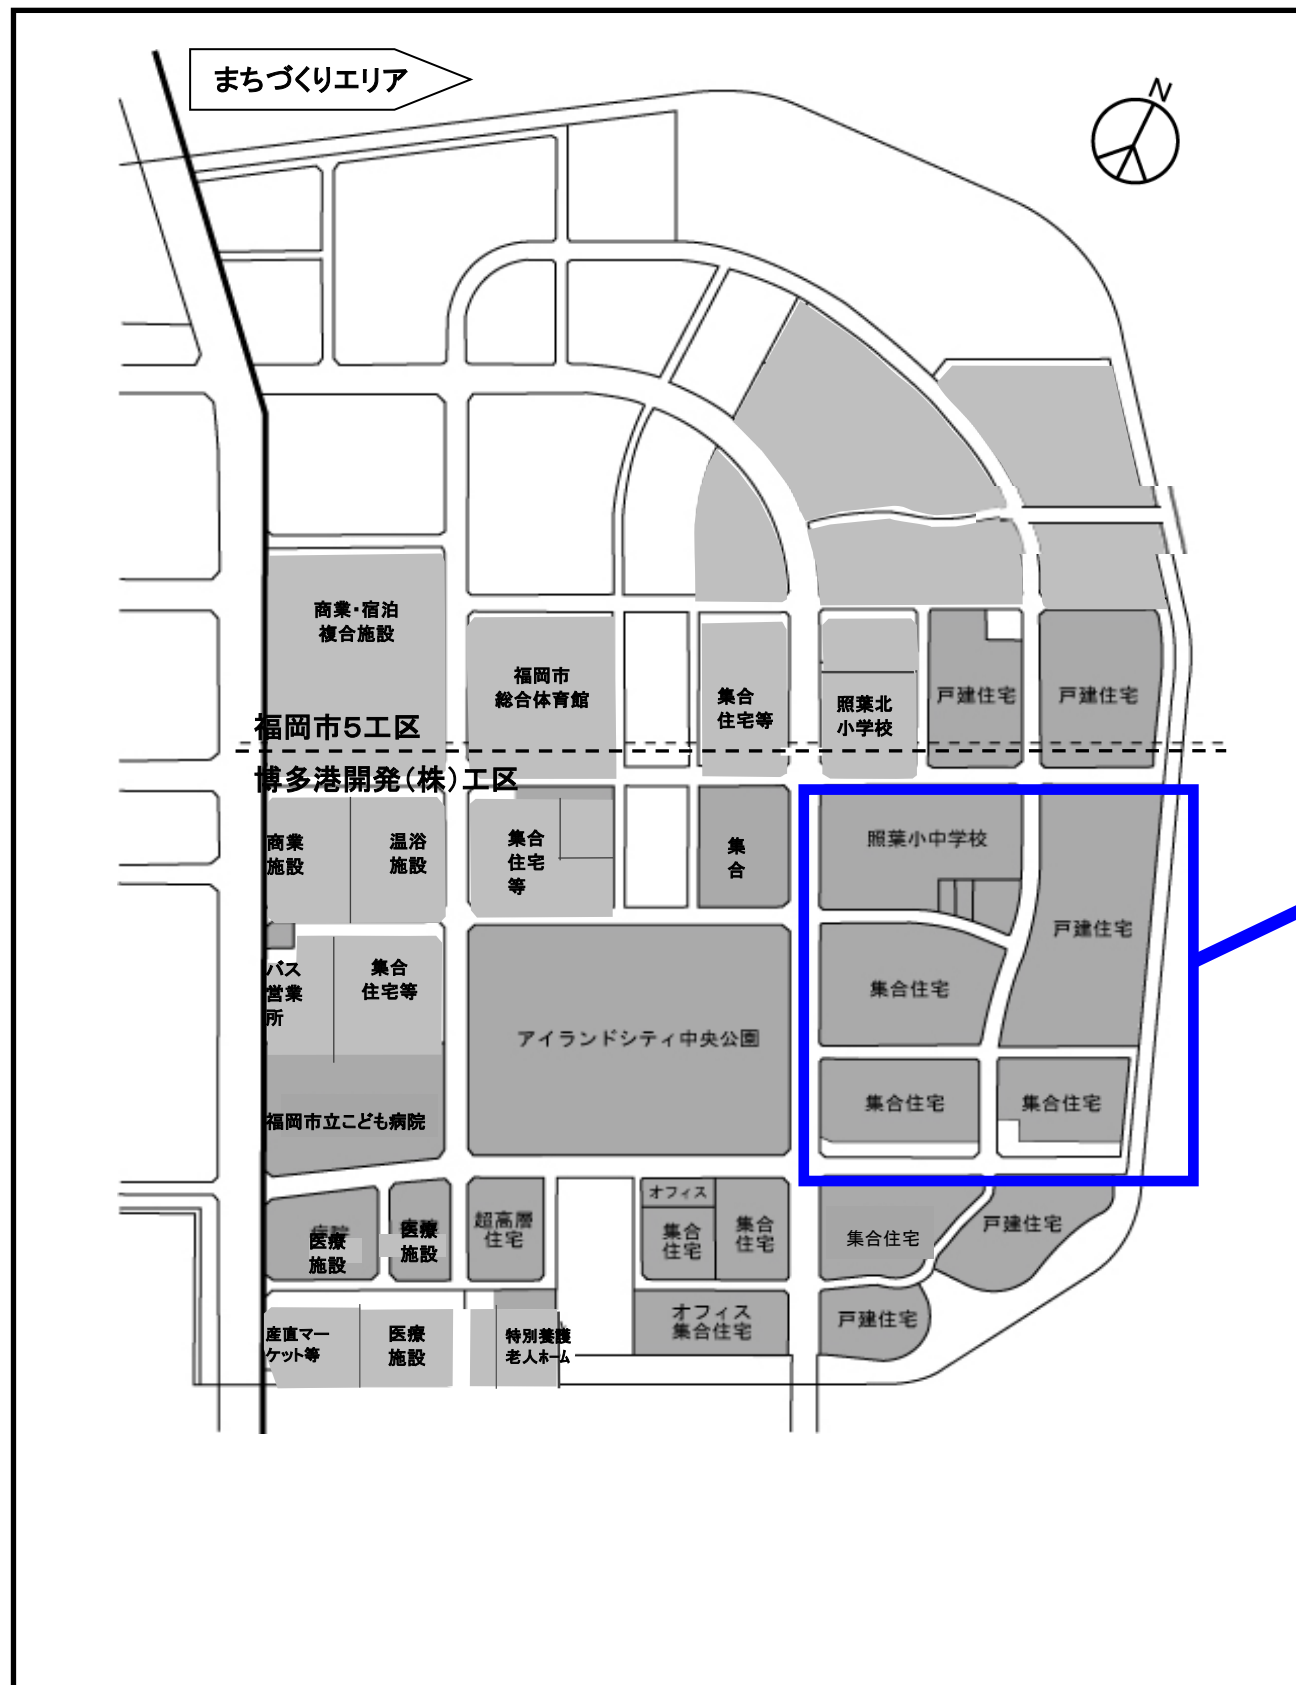 まちづくりエリア
N
商業・宿泊
複合施設
福岡市
総合体育館
集合
住宅等
照葉北
小学校
戸建住宅
戸建住宅
福岡市5工区
博多港開発(株)工区
商業
施設
温浴
施設
集合
住宅
等
集
合
照葉小中学校
戸建住宅
バス
営業
所
集合
住宅等
アイランドシティ中央公園
集合住宅
福岡市立こども病院
集合住宅
集合住宅
医療
施設
医療
施設
超高層
住宅
オフィス
集合
住宅
集合
住宅
集合住宅
戸建住宅
産直マー
ケット等
医療
施設
特別養護
老人ホーム
オフィス
集合住宅
戸建住宅